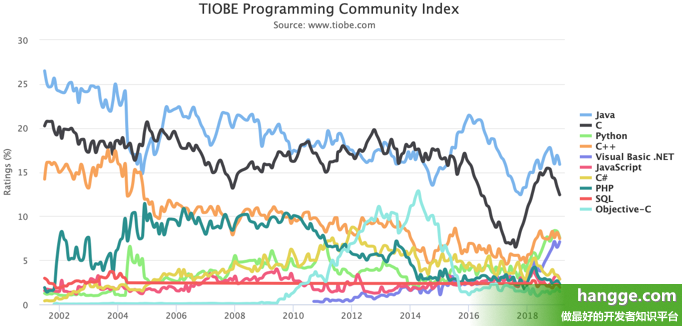 TIOBE Programming Community Index
Source: www.tiobe.com
30
25
20
15
10
5
0
Ratings (%)
2002 2004 2006 2008 2010 2012 2014 2016 2018
Java
C
Python
C++
Visual Basic .NET
JavaScript
C#
PHP
SQL
Objective-C
hangge.com
做最好的开发者知识平台